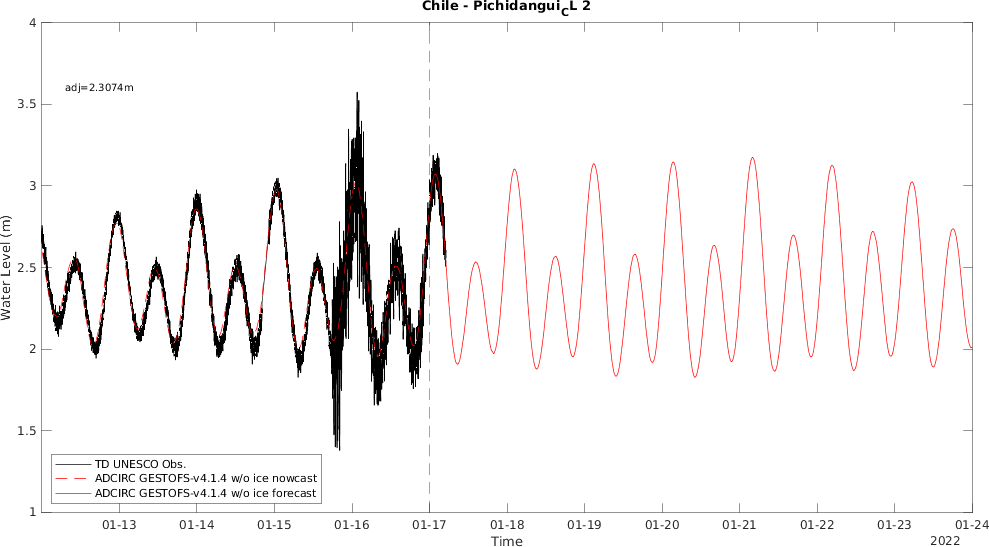 Chile - PichidanguiCL 2
4
adj=2.3074m
3.5
3
2.5
2
1.5
1
Water Level (m)
TD UNESCO Obs.
ADCIRC GESTOFS-v4.1.4 w/o ice nowcast
ADCIRC GESTOFS-v4.1.4 w/o ice forecast
01-13 01-14 01-15 01-16 01-17 01-18 01-19 01-20 01-21 01-22 01-23 01-24
Time
2022